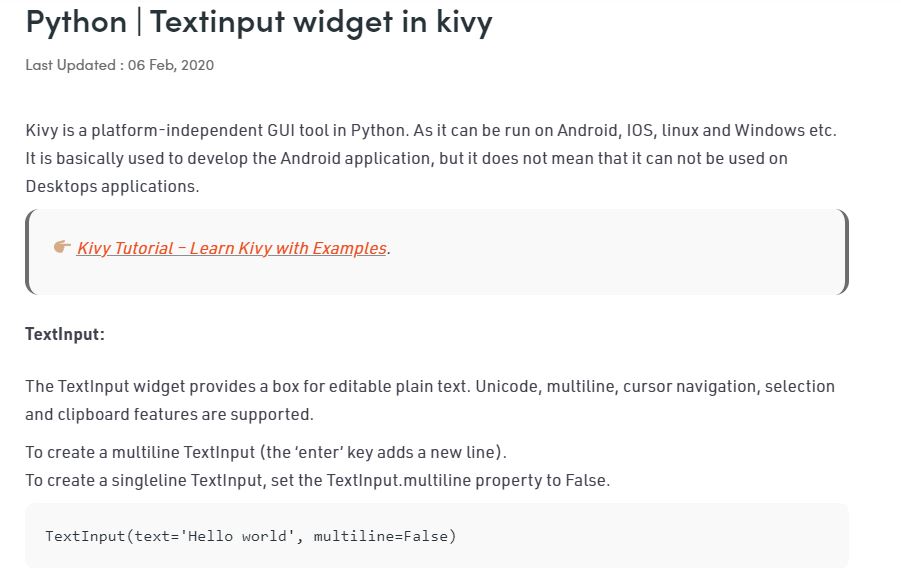 Python | Textinput widget in kivy
Last Updated : 06 Feb, 2020
Kivy is a platform-independent GUI tool in Python. As it can be run on Android, IOS, linux and Windows etc.
It is basically used to develop the Android application, but it does not mean that it can not be used on
Desktops applications.
Kivy Tutorial – Learn Kivy with Examples.
TextInput:
The TextInput widget provides a box for editable plain text. Unicode, multiline, cursor navigation, selection
and clipboard features are supported.
To create a multiline TextInput (the ‘enter’ key adds a new line).
To create a singleline TextInput, set the TextInput.multiline property to False.
TextInput(text='Hello world', multiline=False)